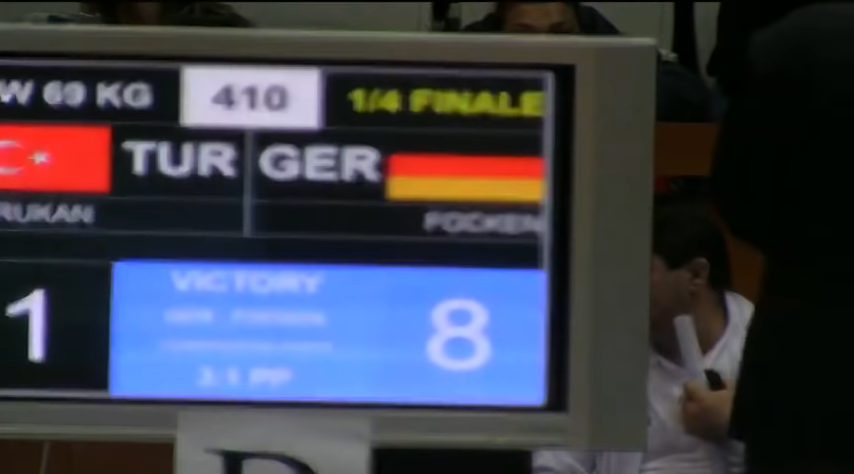 W 69 KG 410 1/4 FINALE
TUR GER
RUKAN FOCKEN
1 8
VICTORY
3:1 PP
D